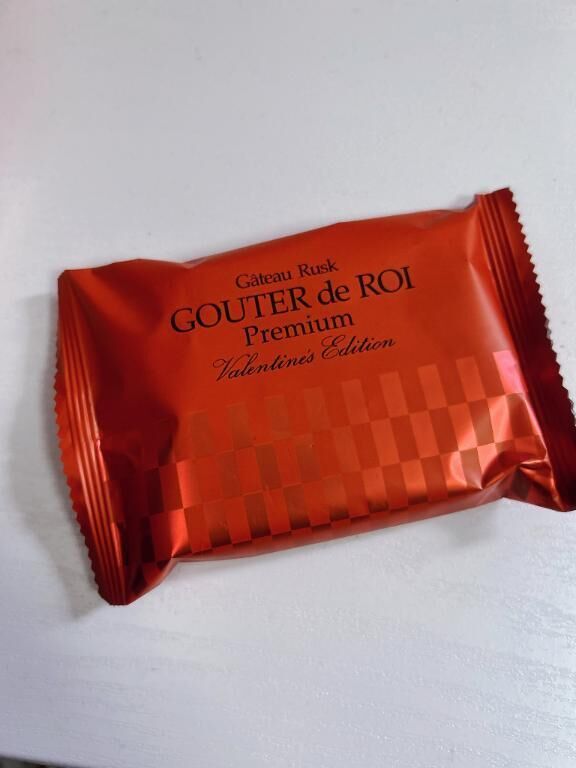 Gâteau Rusk
GOUTER de ROI
Premium
Valentine's Edition